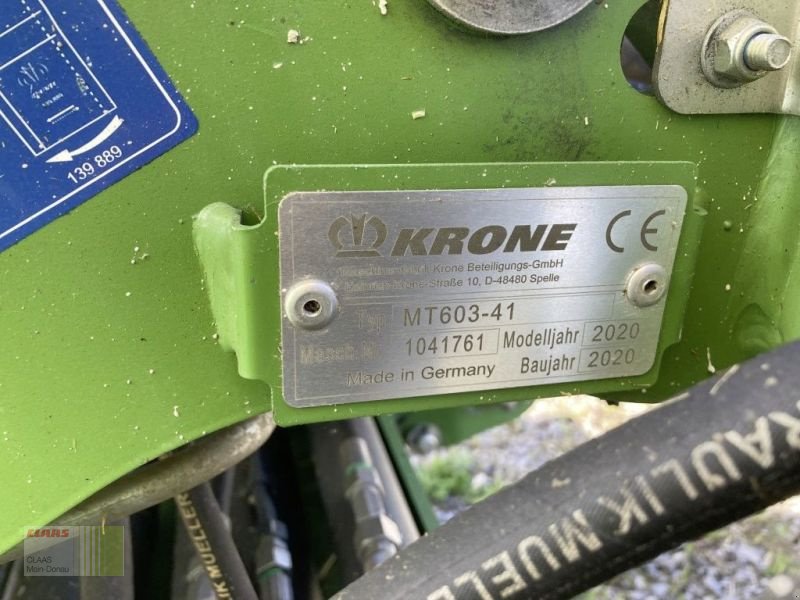 139 889
KRONE CE
Maschinenfabrik Krone Beteiligungs-GmbH
Heinrich-Krone-Straße 10, D-48480 Spelle
Typ MT603-41
Masch.Nr. 1041761 Modelljahr 2020
Made in Germany Baujahr 2020
RAULIK MUELLE
ULIK MUELLER
CLAAS
CLAAS
Main-Donau